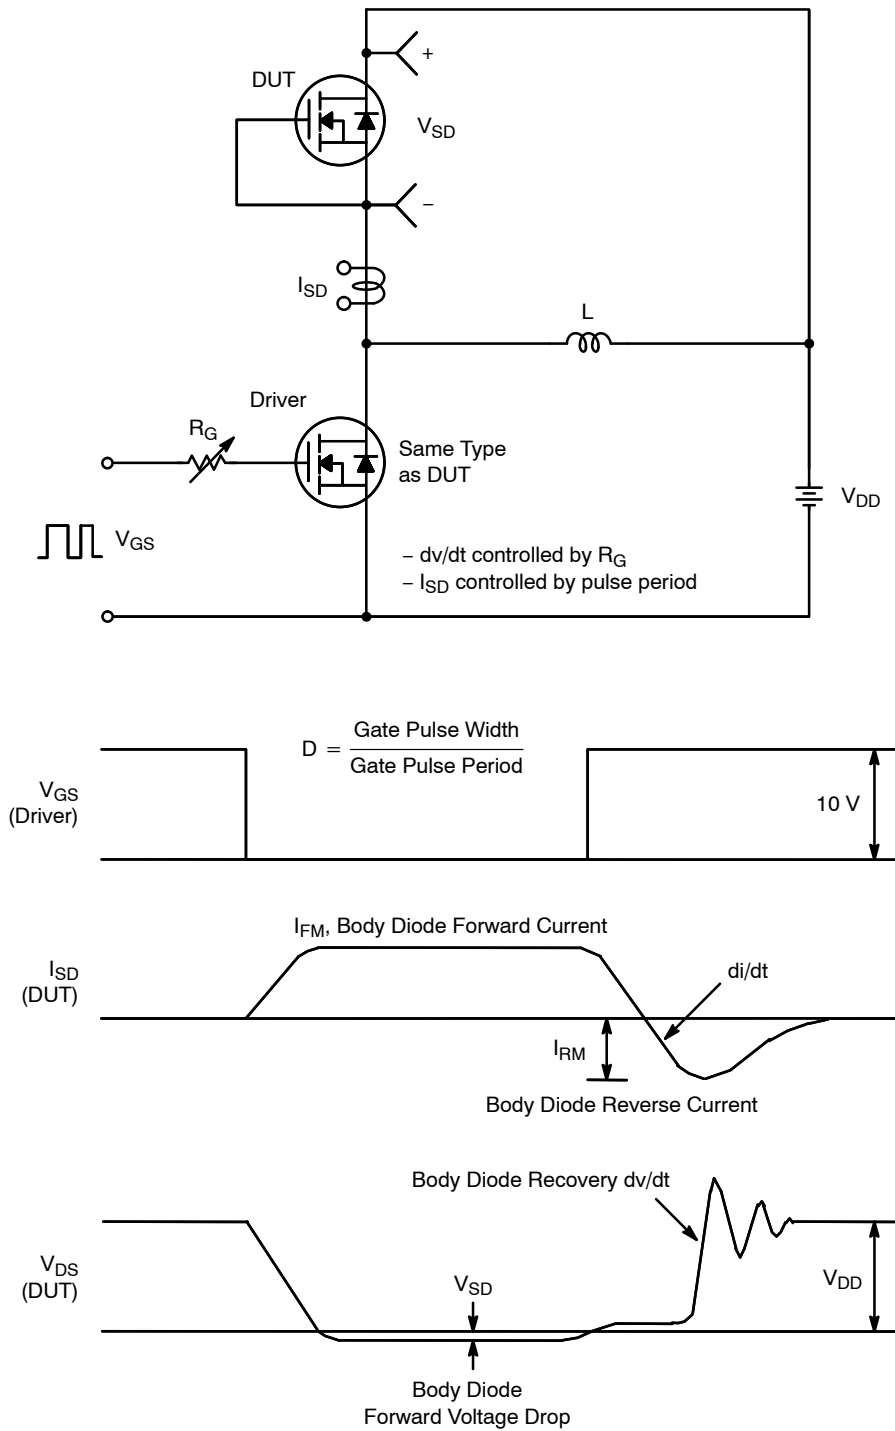 DUT
+
V_SD
−
I_SD
L
Driver
R_G
Same Type
as DUT
V_DD
V_GS
− dv/dt controlled by R_G
− I_SD controlled by pulse period
D = Gate Pulse Width
Gate Pulse Period
V_GS
(Driver)
10 V
I_FM, Body Diode Forward Current
I_SD
(DUT)
di/dt
I_RM
Body Diode Reverse Current
Body Diode Recovery dv/dt
V_DS
(DUT)
V_SD
V_DD
Body Diode
Forward Voltage Drop